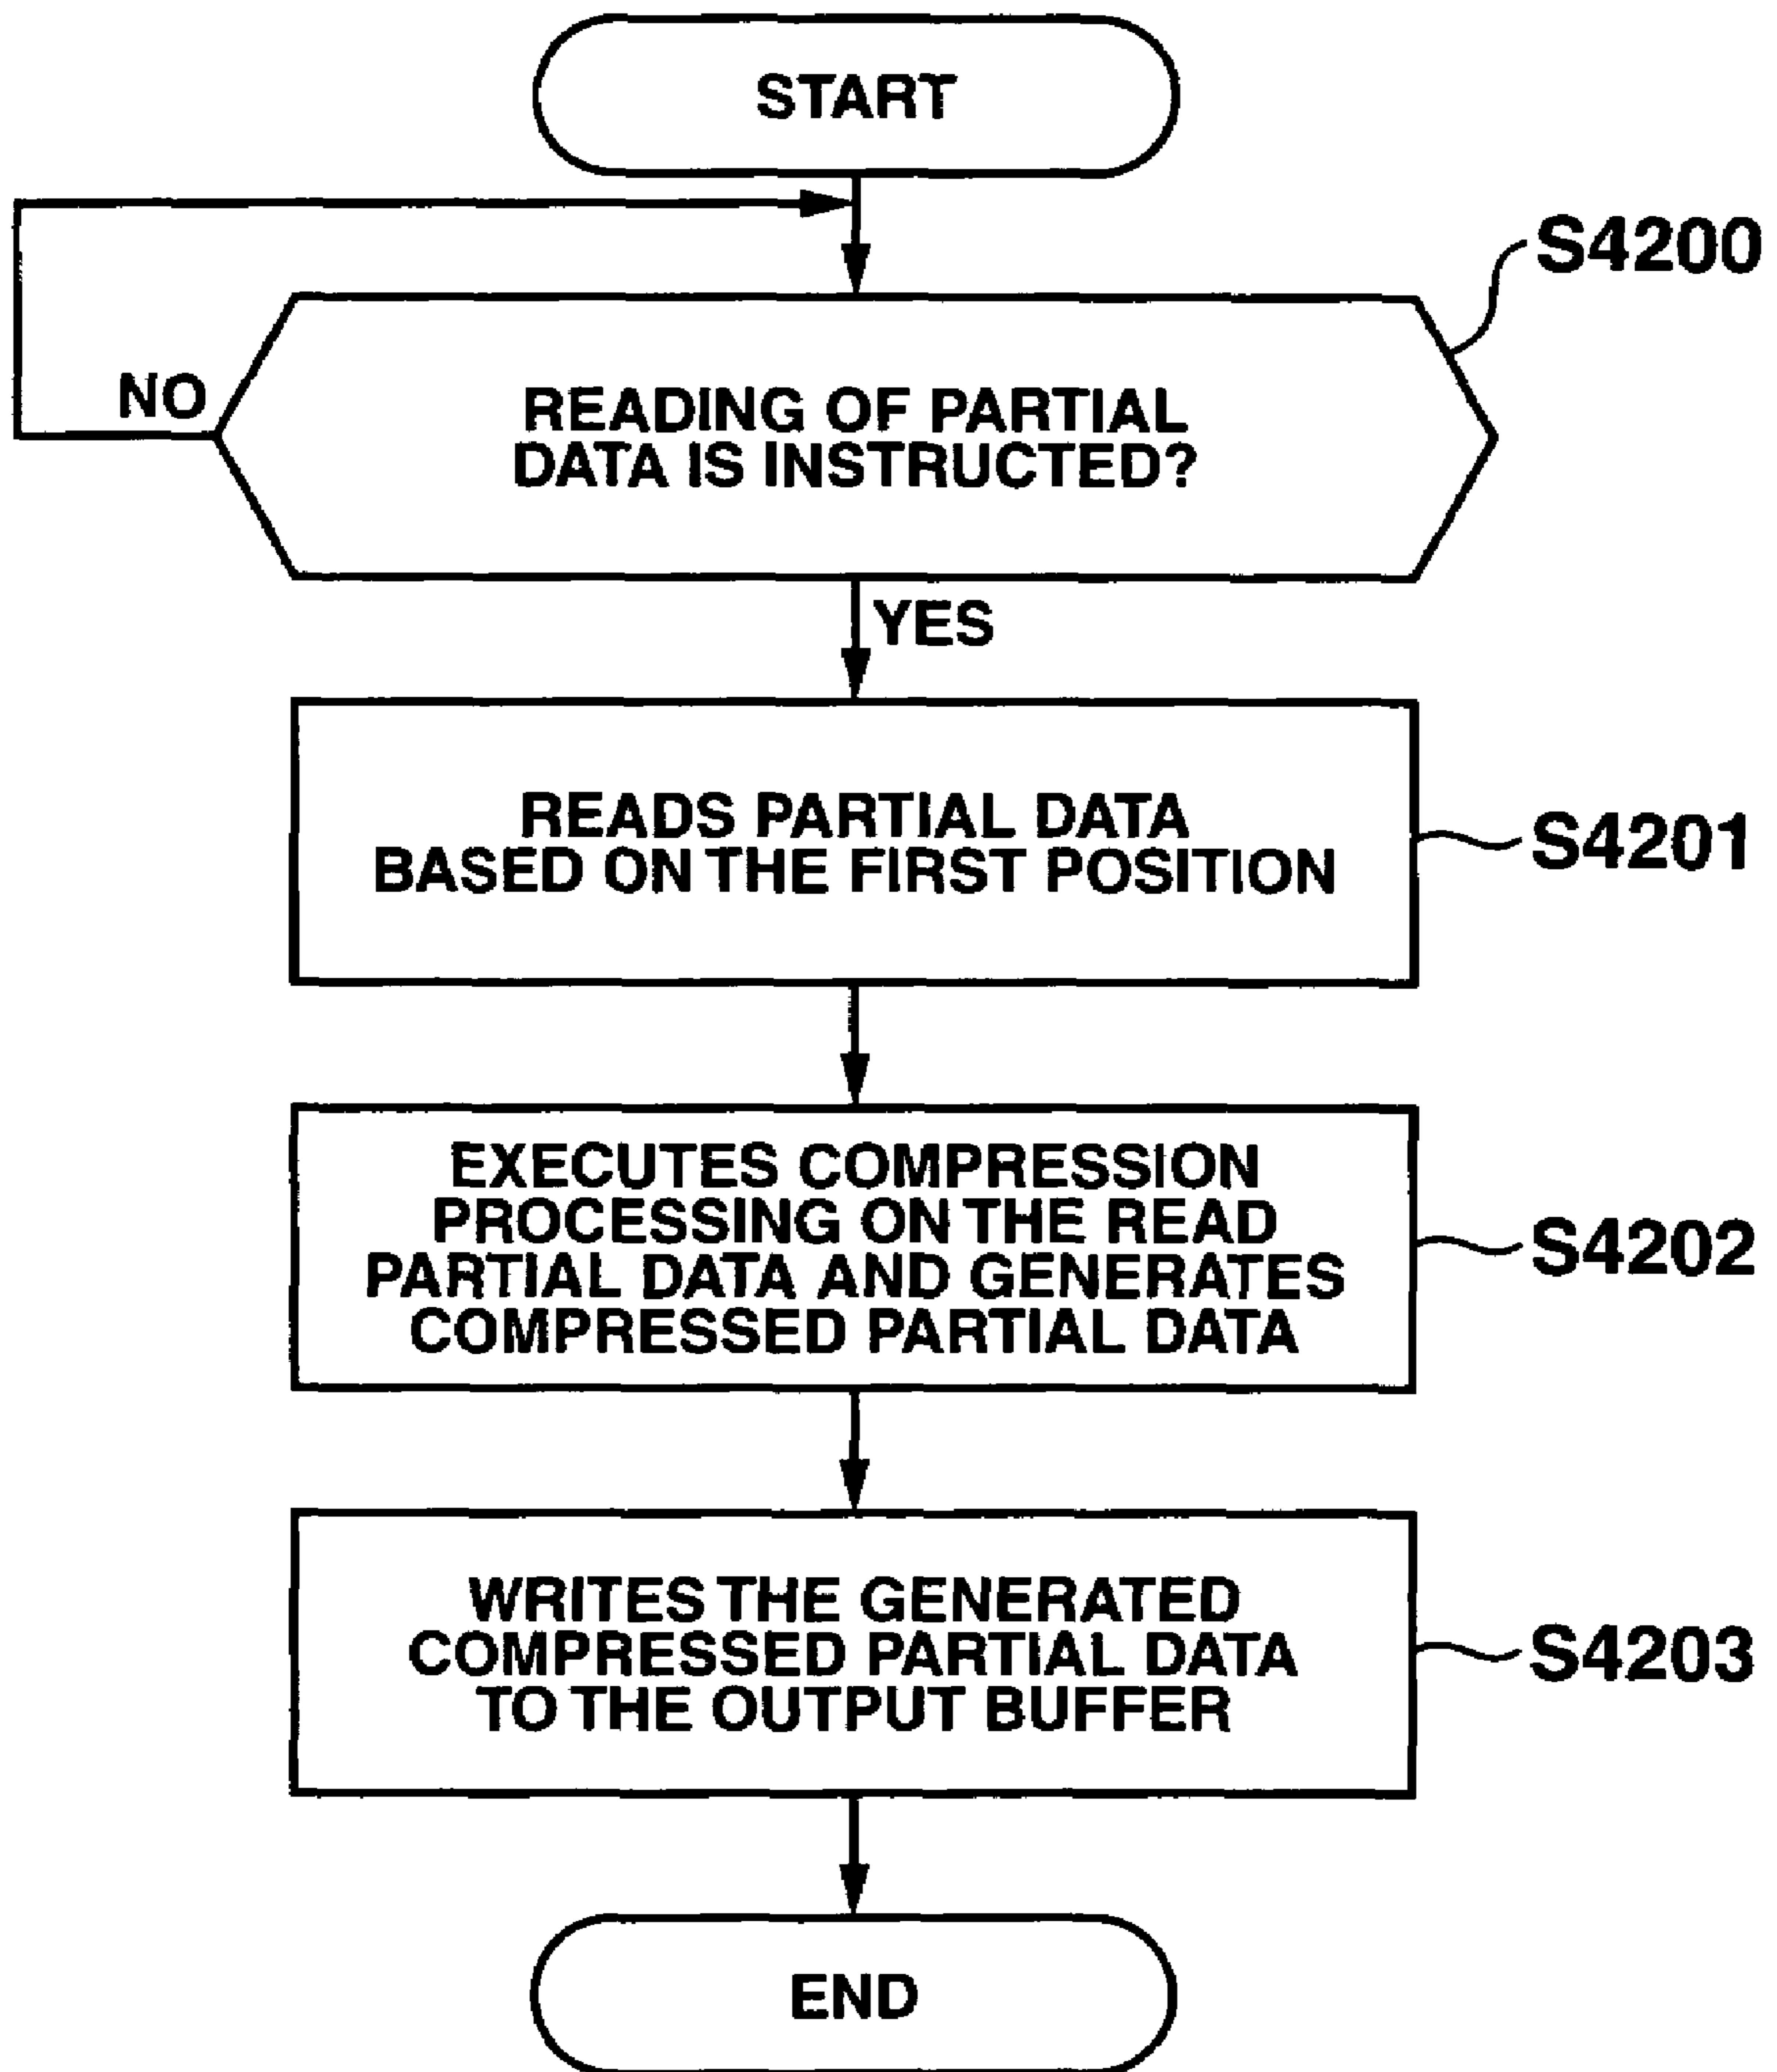 START
S4200
NO
READING OF PARTIAL
DATA IS INSTRUCTED?
YES
READS PARTIAL DATA
BASED ON THE FIRST POSITION
S4201
EXECUTES COMPRESSION
PROCESSING ON THE READ
PARTIAL DATA AND GENERATES
COMPRESSED PARTIAL DATA
S4202
WRITES THE GENERATED
COMPRESSED PARTIAL DATA
TO THE OUTPUT BUFFER
S4203
END